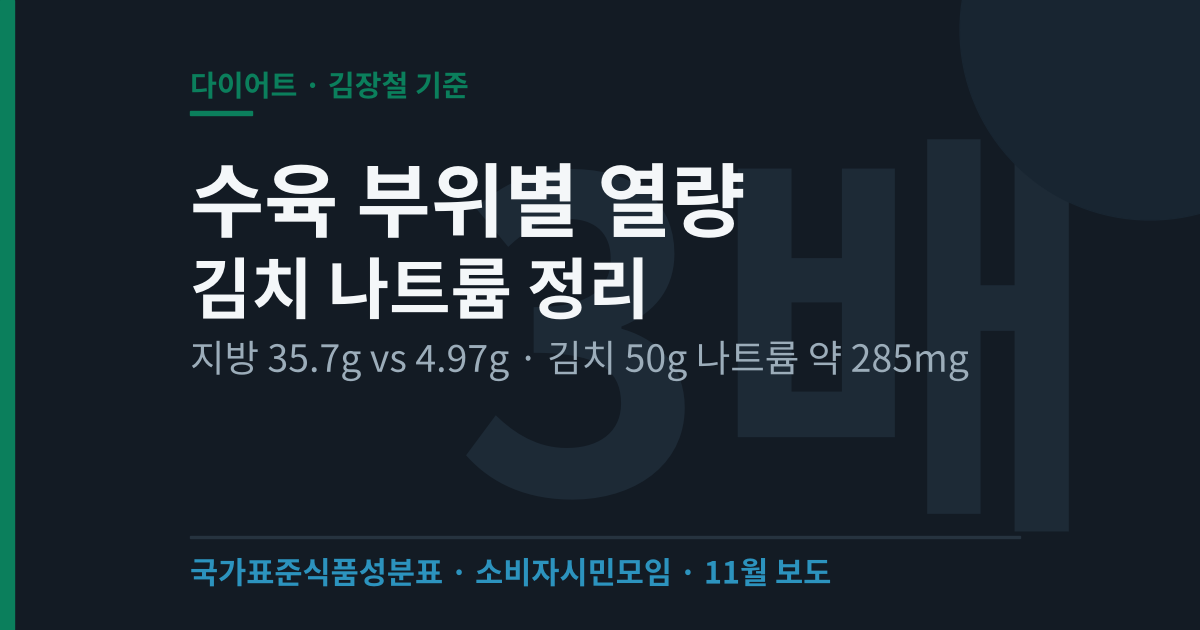 다이어트 · 김장철 기준
수육 부위별 열량
김치 나트륨 정리
지방 35.7g vs 4.97g · 김치 50g 나트륨 약 285mg
3배
국가표준식품성분표 · 소비자시민모임 · 11월 보도